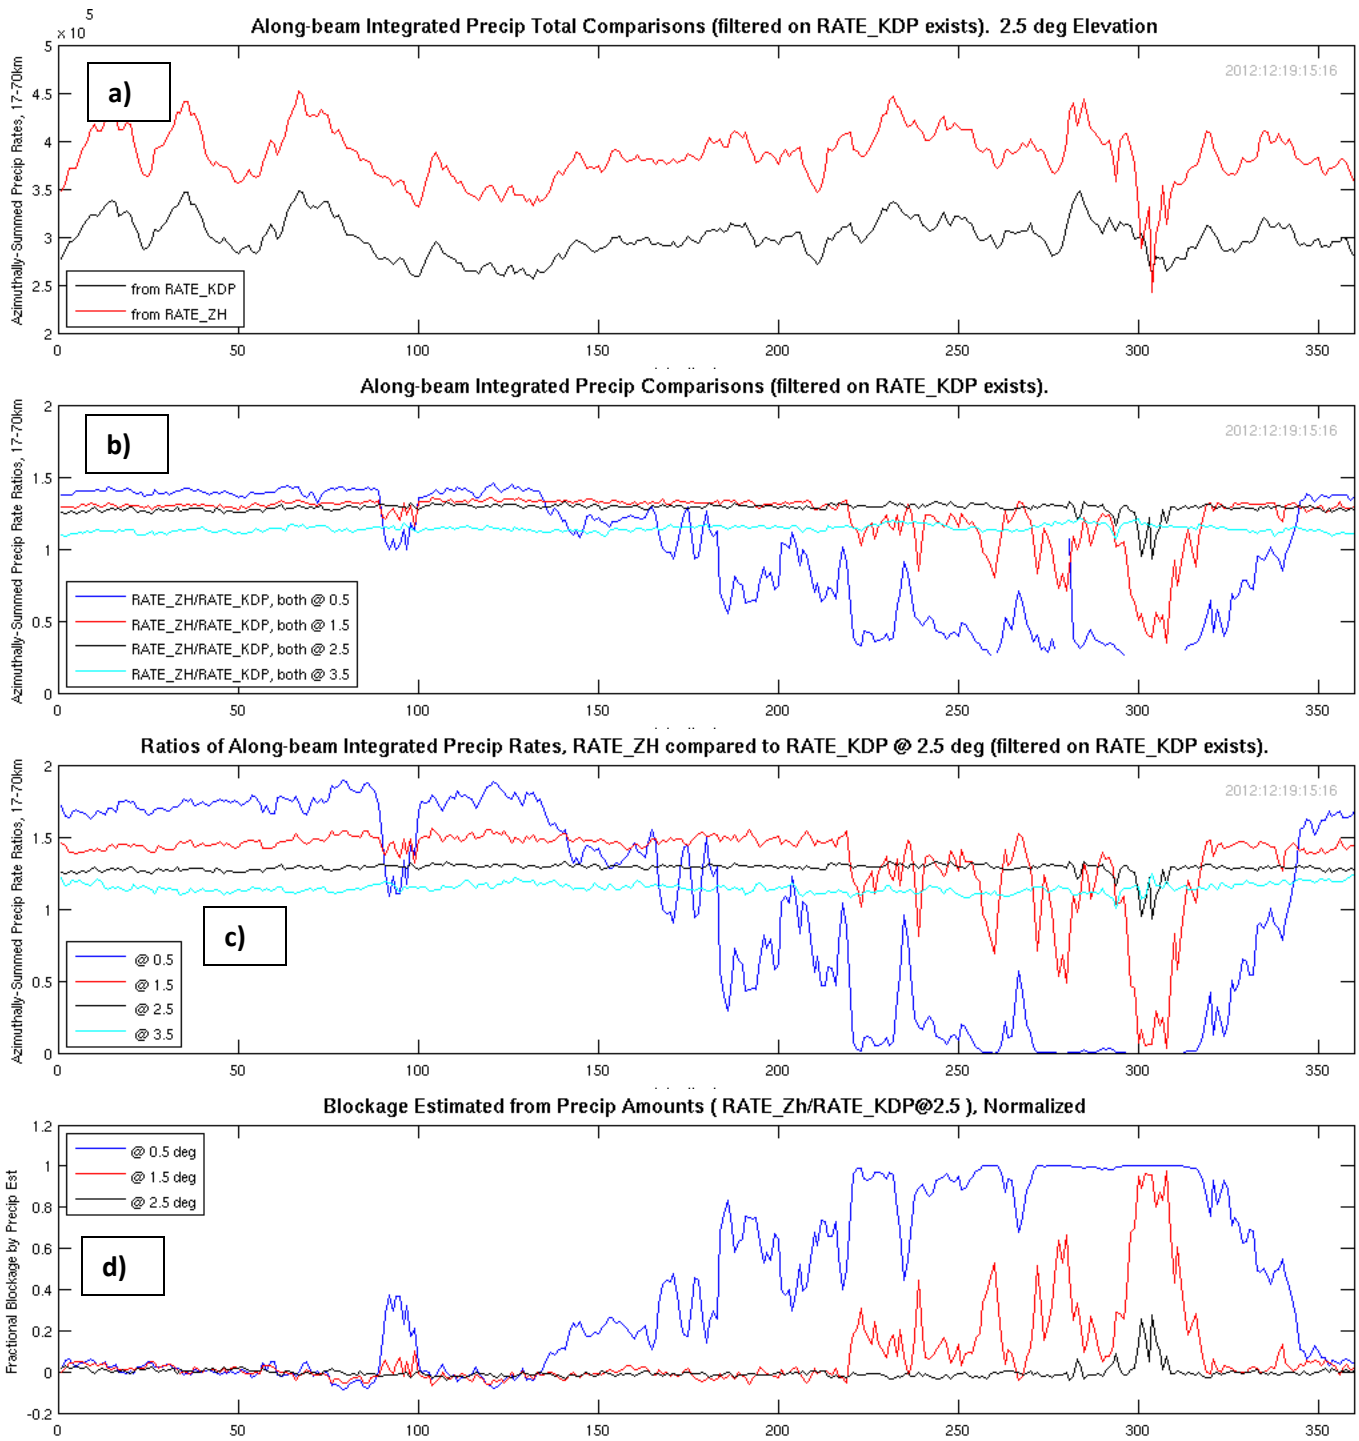 5
x 10
Along-beam Integrated Precip Total Comparisons (filtered on RATE_KDP exists).  2.5 deg Elevation
Azimuthally-Summed Precip Rates, 17-70km
a)
2012:12:19:15:16
5
4.5
4
3.5
3
2.5
2
from RATE_KDP
from RATE_ZH
0 50 100 150 200 250 300 350
Along-beam Integrated Precip Comparisons (filtered on RATE_KDP exists).
Azimuthally-Summed Precip Rate Ratios, 17-70km
b)
2012:12:19:15:16
2
1.5
1
0.5
0
RATE_ZH/RATE_KDP, both @ 0.5
RATE_ZH/RATE_KDP, both @ 1.5
RATE_ZH/RATE_KDP, both @ 2.5
RATE_ZH/RATE_KDP, both @ 3.5
0 50 100 150 200 250 300 350
Ratios of Along-beam Integrated Precip Rates, RATE_ZH compared to RATE_KDP @ 2.5 deg (filtered on RATE_KDP exists).
Azimuthally-Summed Precip Rate Ratios, 17-70km
2012:12:19:15:16
c)
2
1.5
1
0.5
0
@ 0.5
@ 1.5
@ 2.5
@ 3.5
0 50 100 150 200 250 300 350
Blockage Estimated from Precip Amounts ( RATE_Zh/RATE_KDP@2.5 ), Normalized
Fractional Blockage by Precip Est
1.2
1
0.8
0.6
0.4
0.2
0
-0.2
@ 0.5 deg
@ 1.5 deg
@ 2.5 deg
d)
0 50 100 150 200 250 300 350